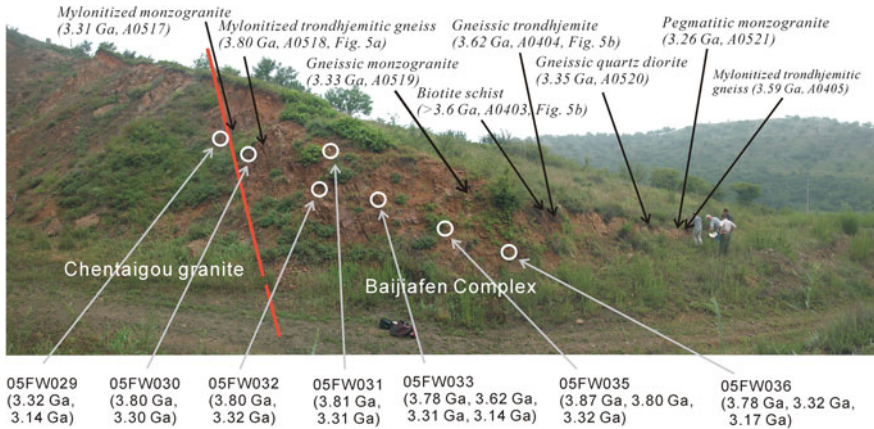 Mylonitized monzogranite
(3.31 Ga, A0517)
Mylonitized trondhjemitic gneiss
(3.80 Ga, A0518, Fig. 5a)
Gneissic monzogranite
(3.33 Ga, A0519)
Biotite schist
(>3.6 Ga, A0403, Fig. 5b)
Gneissic trondhjemite
(3.62 Ga, A0404, Fig. 5b)
Gneissic quartz diorite
(3.35 Ga, A0520)
Pegmatitic monzogranite
(3.26 Ga, A0521)
Mylonitized trondhjemitic
gneiss (3.59 Ga, A0405)
Chentaigou granite
Baijiafen Complex
05FW029
(3.32 Ga,
3.14 Ga)
05FW030
(3.80 Ga,
3.30 Ga)
05FW032
(3.80 Ga,
3.32 Ga)
05FW031
(3.81 Ga,
3.31 Ga)
05FW033
(3.78 Ga, 3.62 Ga,
3.31 Ga, 3.14 Ga)
05FW035
(3.87 Ga, 3.80 Ga,
3.32 Ga)
05FW036
(3.78 Ga, 3.32 Ga,
3.17 Ga)